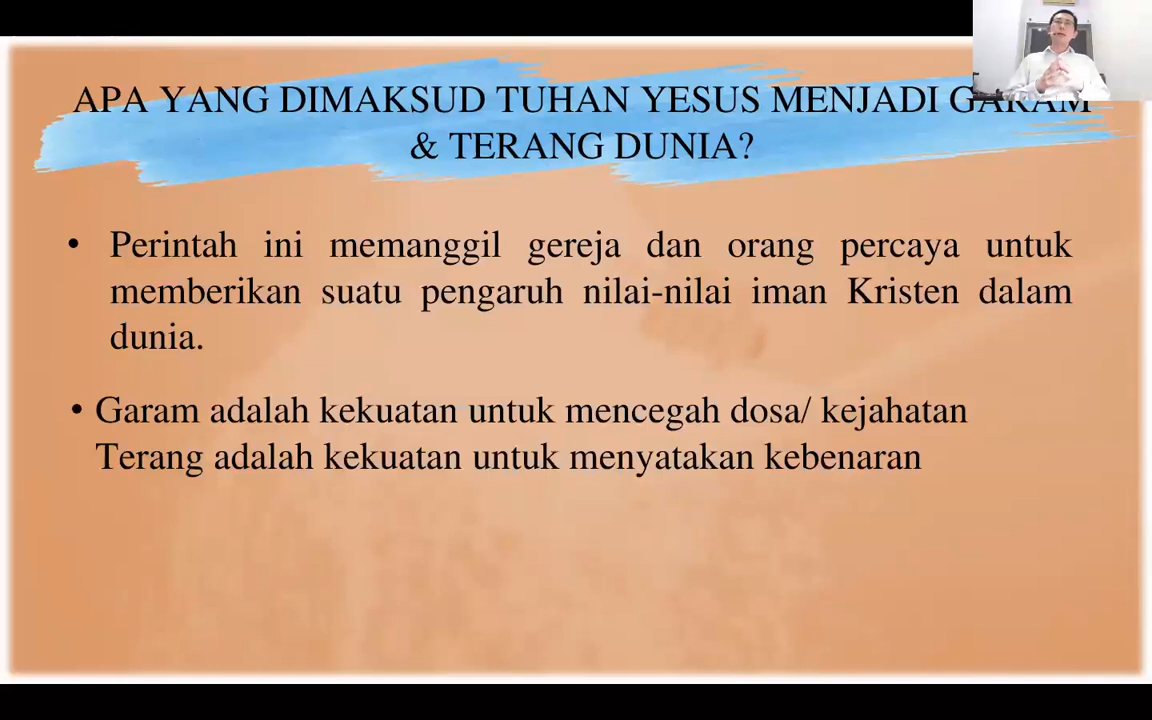 APA YANG DIMAKSUD TUHAN YESUS MENJADI GARAM
& TERANG DUNIA?
• Perintah ini memanggil gereja dan orang percaya untuk
memberikan suatu pengaruh nilai-nilai iman Kristen dalam
dunia.
• Garam adalah kekuatan untuk mencegah dosa/ kejahatan
Terang adalah kekuatan untuk menyatakan kebenaran